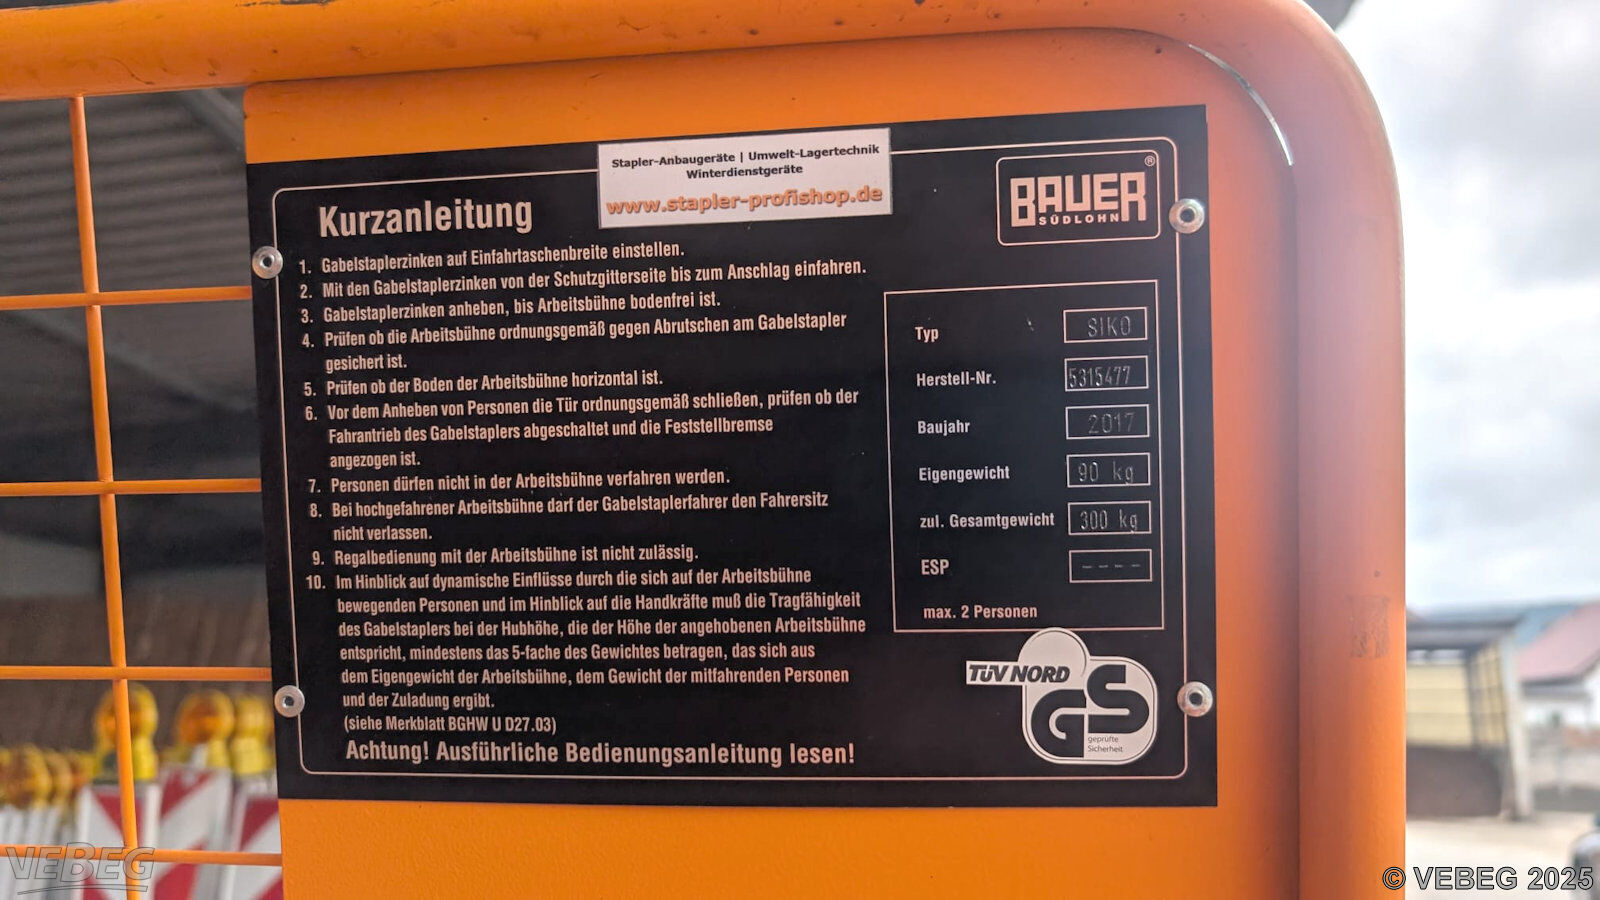 Stapler-Anbaugeräte | Umwelt-Lagertechnik
Winterdienstgeräte
www.stapler-profishop.de
BAUER®
SÜDLOHN
Kurzanleitung
1. Gabelstaplerzinken auf Einfahrtaschenbreite einstellen.
2. Mit den Gabelstaplerzinken von der Schutzgitterseite bis zum Anschlag einfahren.
3. Gabelstaplerzinken anheben, bis Arbeitsbühne bodenfrei ist.
4. Prüfen ob die Arbeitsbühne ordnungsgemäß gegen Abrutschen am Gabelstapler
gesichert ist.
5. Prüfen ob der Boden der Arbeitsbühne horizontal ist.
6. Vor dem Anheben von Personen die Tür ordnungsgemäß schließen, prüfen ob der
Fahrantrieb des Gabelstaplers abgeschaltet und die Feststellbremse
angezogen ist.
7. Personen dürfen nicht in der Arbeitsbühne verfahren werden.
8. Bei hochgefahrener Arbeitsbühne darf der Gabelstaplerfahrer den Fahrersitz
nicht verlassen.
9. Regalbedienung mit der Arbeitsbühne ist nicht zulässig.
10. Im Hinblick auf dynamische Einflüsse durch die sich auf der Arbeitsbühne
bewegenden Personen und im Hinblick auf die Handkräfte muß die Tragfähigkeit
des Gabelstaplers bei der Hubhöhe, die der Höhe der angehobenen Arbeitsbühne
entspricht, mindestens das 5-fache des Gewichtes betragen, das sich aus
dem Eigengewicht der Arbeitsbühne, dem Gewicht der mitfahrenden Personen
und der Zuladung ergibt.
(siehe Merkblatt BGHW U D27.03)
Achtung! Ausführliche Bedienungsanleitung lesen!
Typ SIKO
Herstell-Nr. 5315477
Baujahr 2017
Eigengewicht 90 kg
zul. Gesamtgewicht 300 kg
ESP ----
max. 2 Personen
TÜV NORD
GS
geprüfte
Sicherheit
VEBEG
© VEBEG 2025